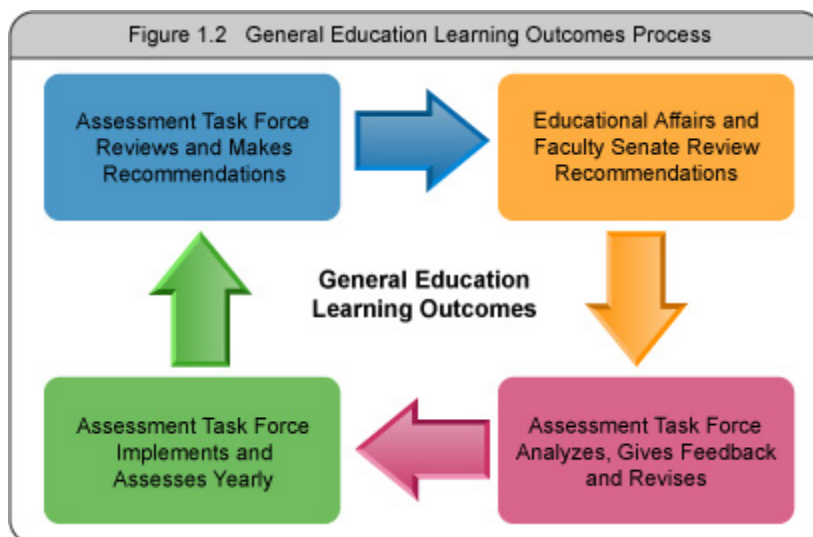 Figure 1.2 General Education Learning Outcomes Process
Assessment Task Force
Reviews and Makes
Recommendations
Educational Affairs and
Faculty Senate Review
Recommendations
General Education
Learning Outcomes
Assessment Task Force
Implements and
Assesses Yearly
Assessment Task Force
Analyzes, Gives Feedback
and Revises